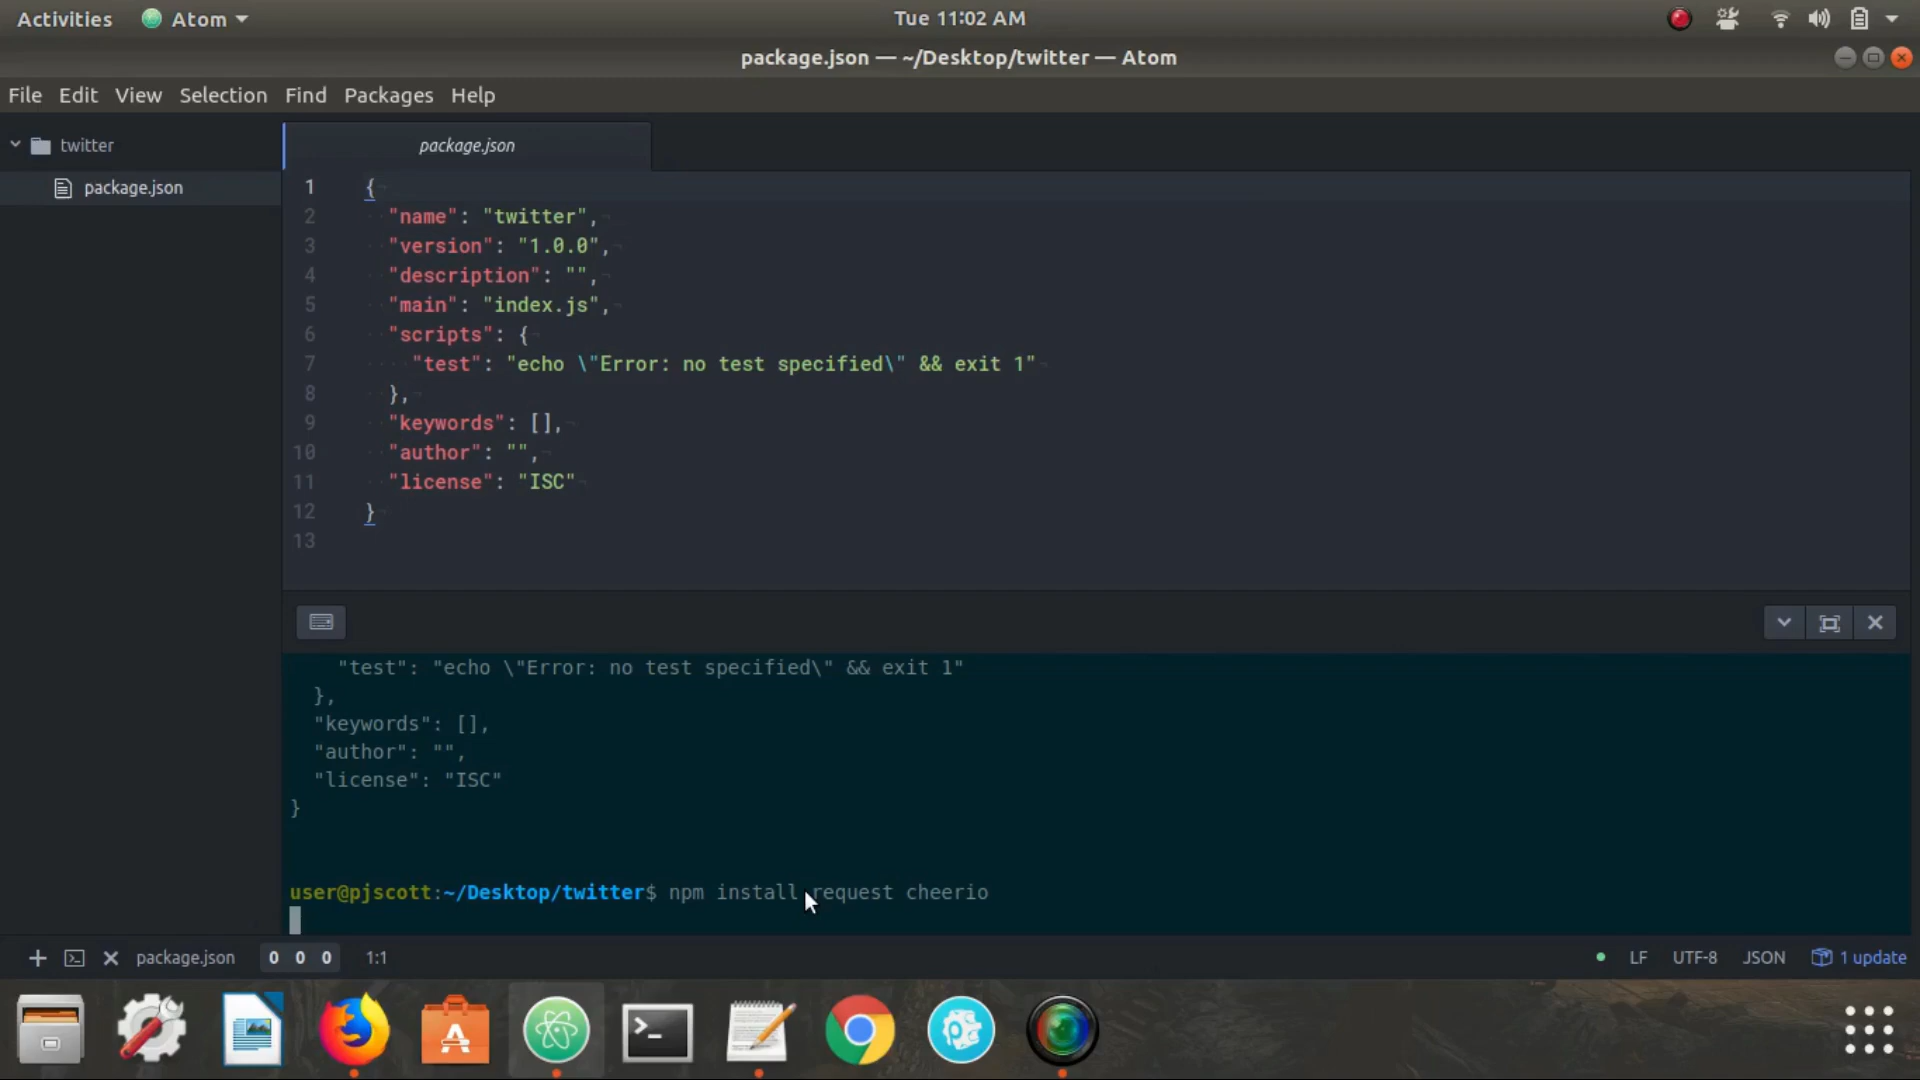 Activities Atom Tue 11:02 AM
package.json — ~/Desktop/twitter — Atom
File Edit View Selection Find Packages Help
twitter
package.json
package.json
1 {
2 "name": "twitter",
3 "version": "1.0.0",
4 "description": "",
5 "main": "index.js",
6 "scripts": {
7 "test": "echo \"Error: no test specified\" && exit 1"
8 },
9 "keywords": [],
10 "author": "",
11 "license": "ISC"
12 }
13
"test": "echo \"Error: no test specified\" && exit 1"
},
"keywords": [],
"author": "",
"license": "ISC"
}
user@pjscott:~/Desktop/twitter$ npm install request cheerio
package.json 0 0 0 1:1 LF UTF-8 JSON 1 update